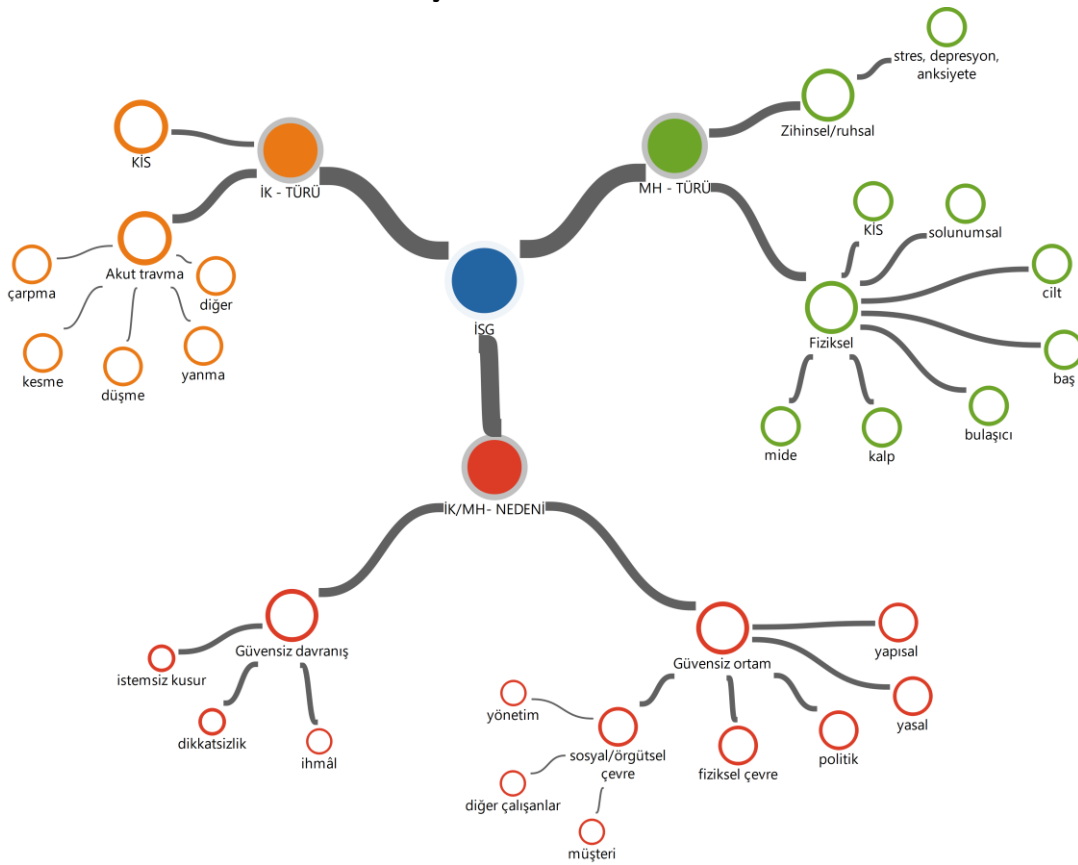 stres, depresyon,
anksiyete
Zihinsel/ruhsal
KİS
İK - TÜRÜ
MH - TÜRÜ
KİS
solunumsal
Akut travma
çarpma
diğer
cilt
İSG
Fiziksel
kesme
düşme
yanma
baş
mide
kalp
bulaşıcı
İK/MH- NEDENİ
Güvensiz davranış
Güvensiz ortam
yapısal
istemsiz kusur
yönetim
yasal
dikkatsizlik
ihmâl
sosyal/örgütsel
çevre
fiziksel çevre
politik
diğer çalışanlar
müşteri